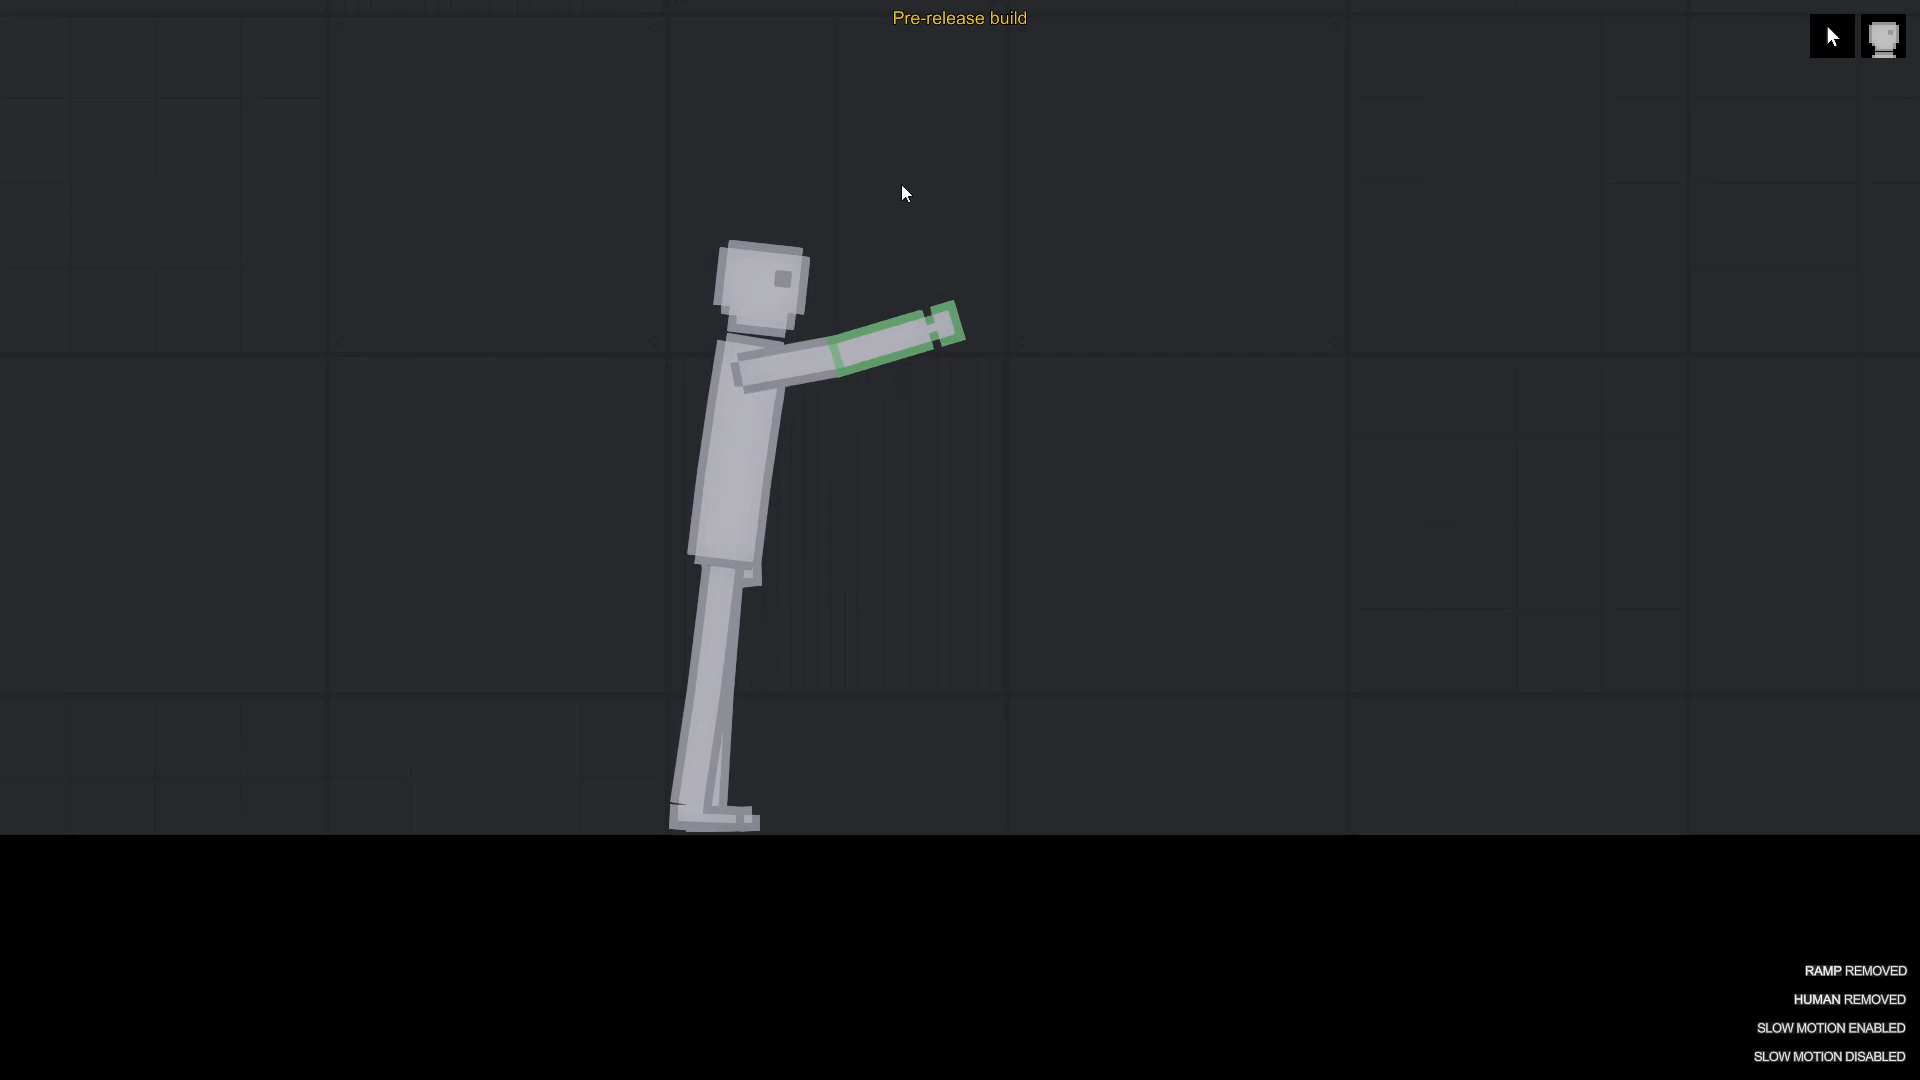 Pre-release build
RAMP REMOVED
HUMAN REMOVED
SLOW MOTION ENABLED
SLOW MOTION DISABLED